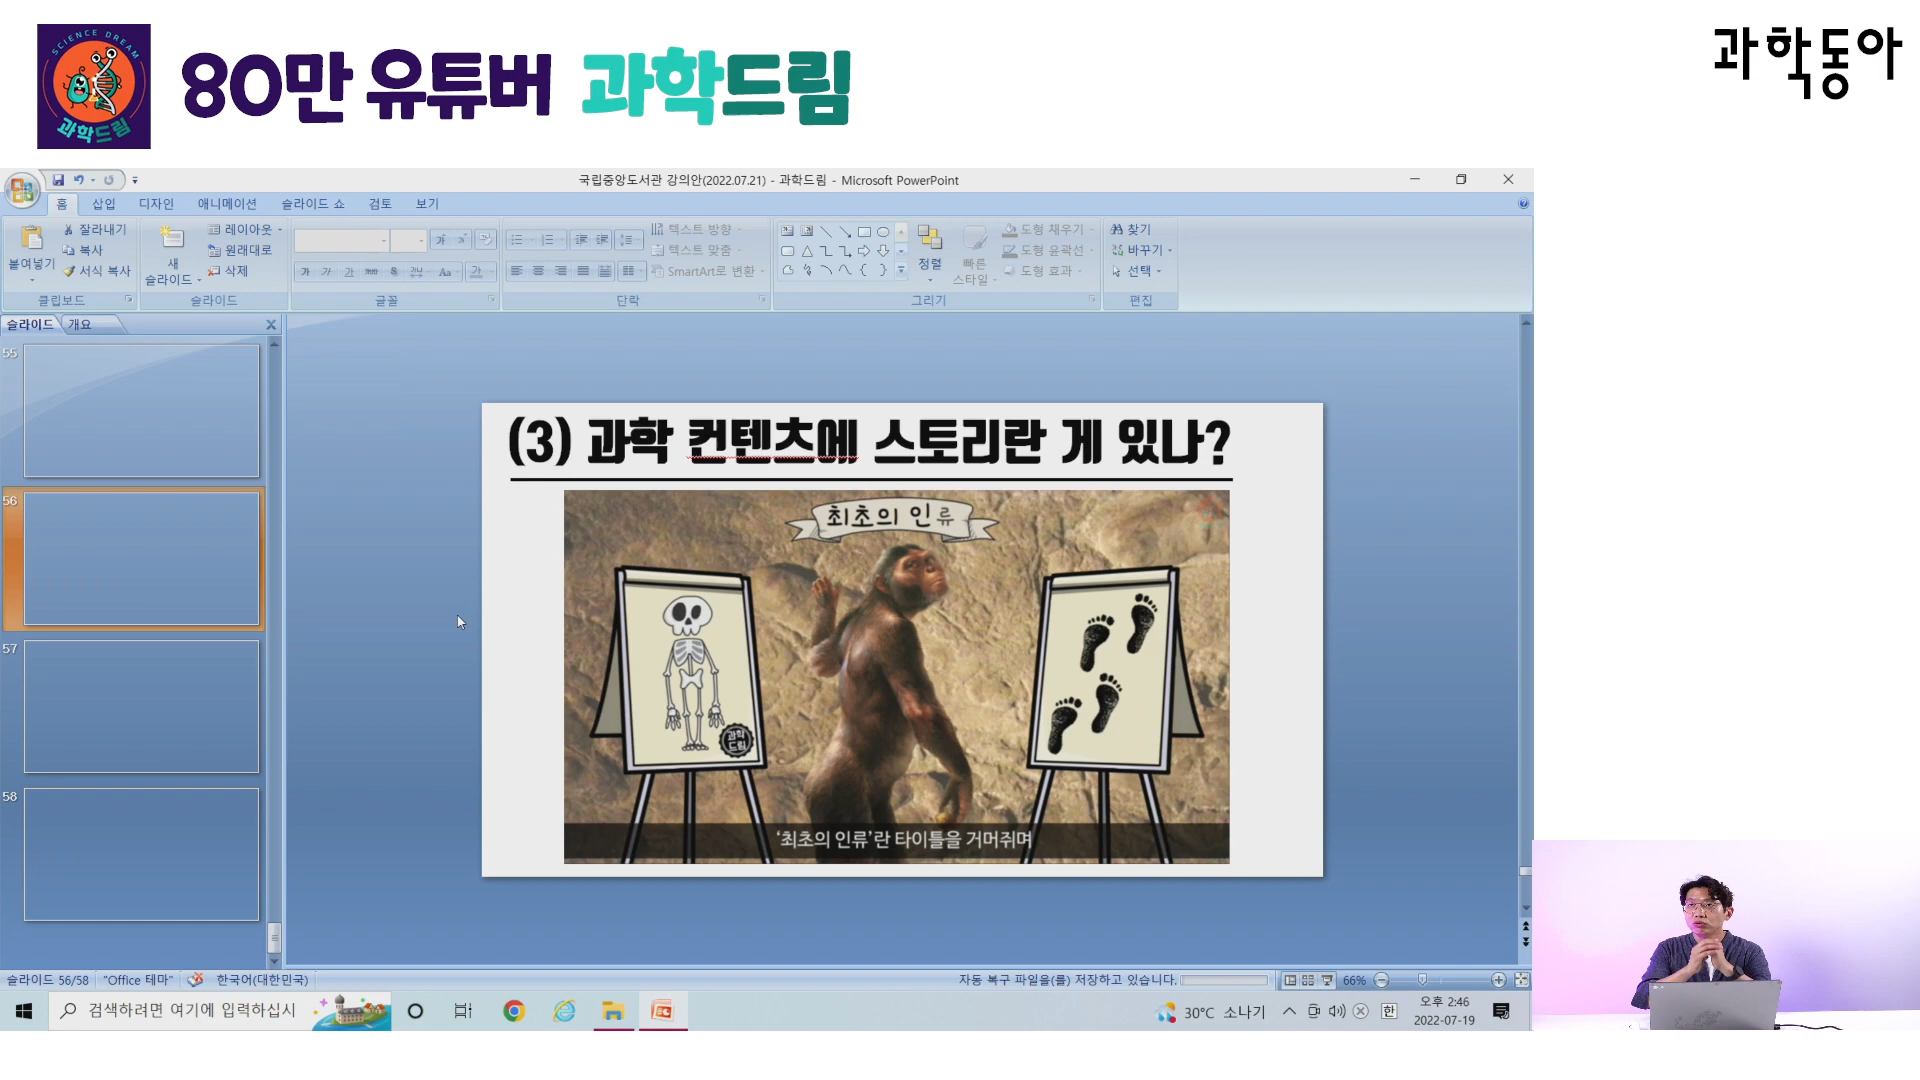 SCIENCE DREAM
과학드림
80만 유튜버 과학드림
과학동아
국립중앙도서관 강의안(2022.07.21) - 과학드림 - Microsoft PowerPoint
홈 삽입 디자인 애니메이션 슬라이드 쇼 검토 보기
붙여넣기
잘라내기
복사
서식 복사
클립보드
새
슬라이드
레이아웃
원래대로
삭제
슬라이드
가 가 가 가 Aa 가
글꼴
텍스트 방향
텍스트 맞춤
SmartArt로 변환
단락
정렬
빠른
스타일
도형 채우기
도형 윤곽선
도형 효과
그리기
찾기
바꾸기
선택
편집
슬라이드 개요
55
56
57
58
(3) 과학 컨텐츠에 스토리란 게 있나?
최초의 인류
과학
드림
‘최초의 인류’란 타이틀을 거머쥐며
슬라이드 56/58 "Office 테마" 한국어(대한민국)
자동 복구 파일을(를) 저장하고 있습니다. 66%
검색하려면 여기에 입력하십시
30°C 소나기
한
오후 2:46
2022-07-19